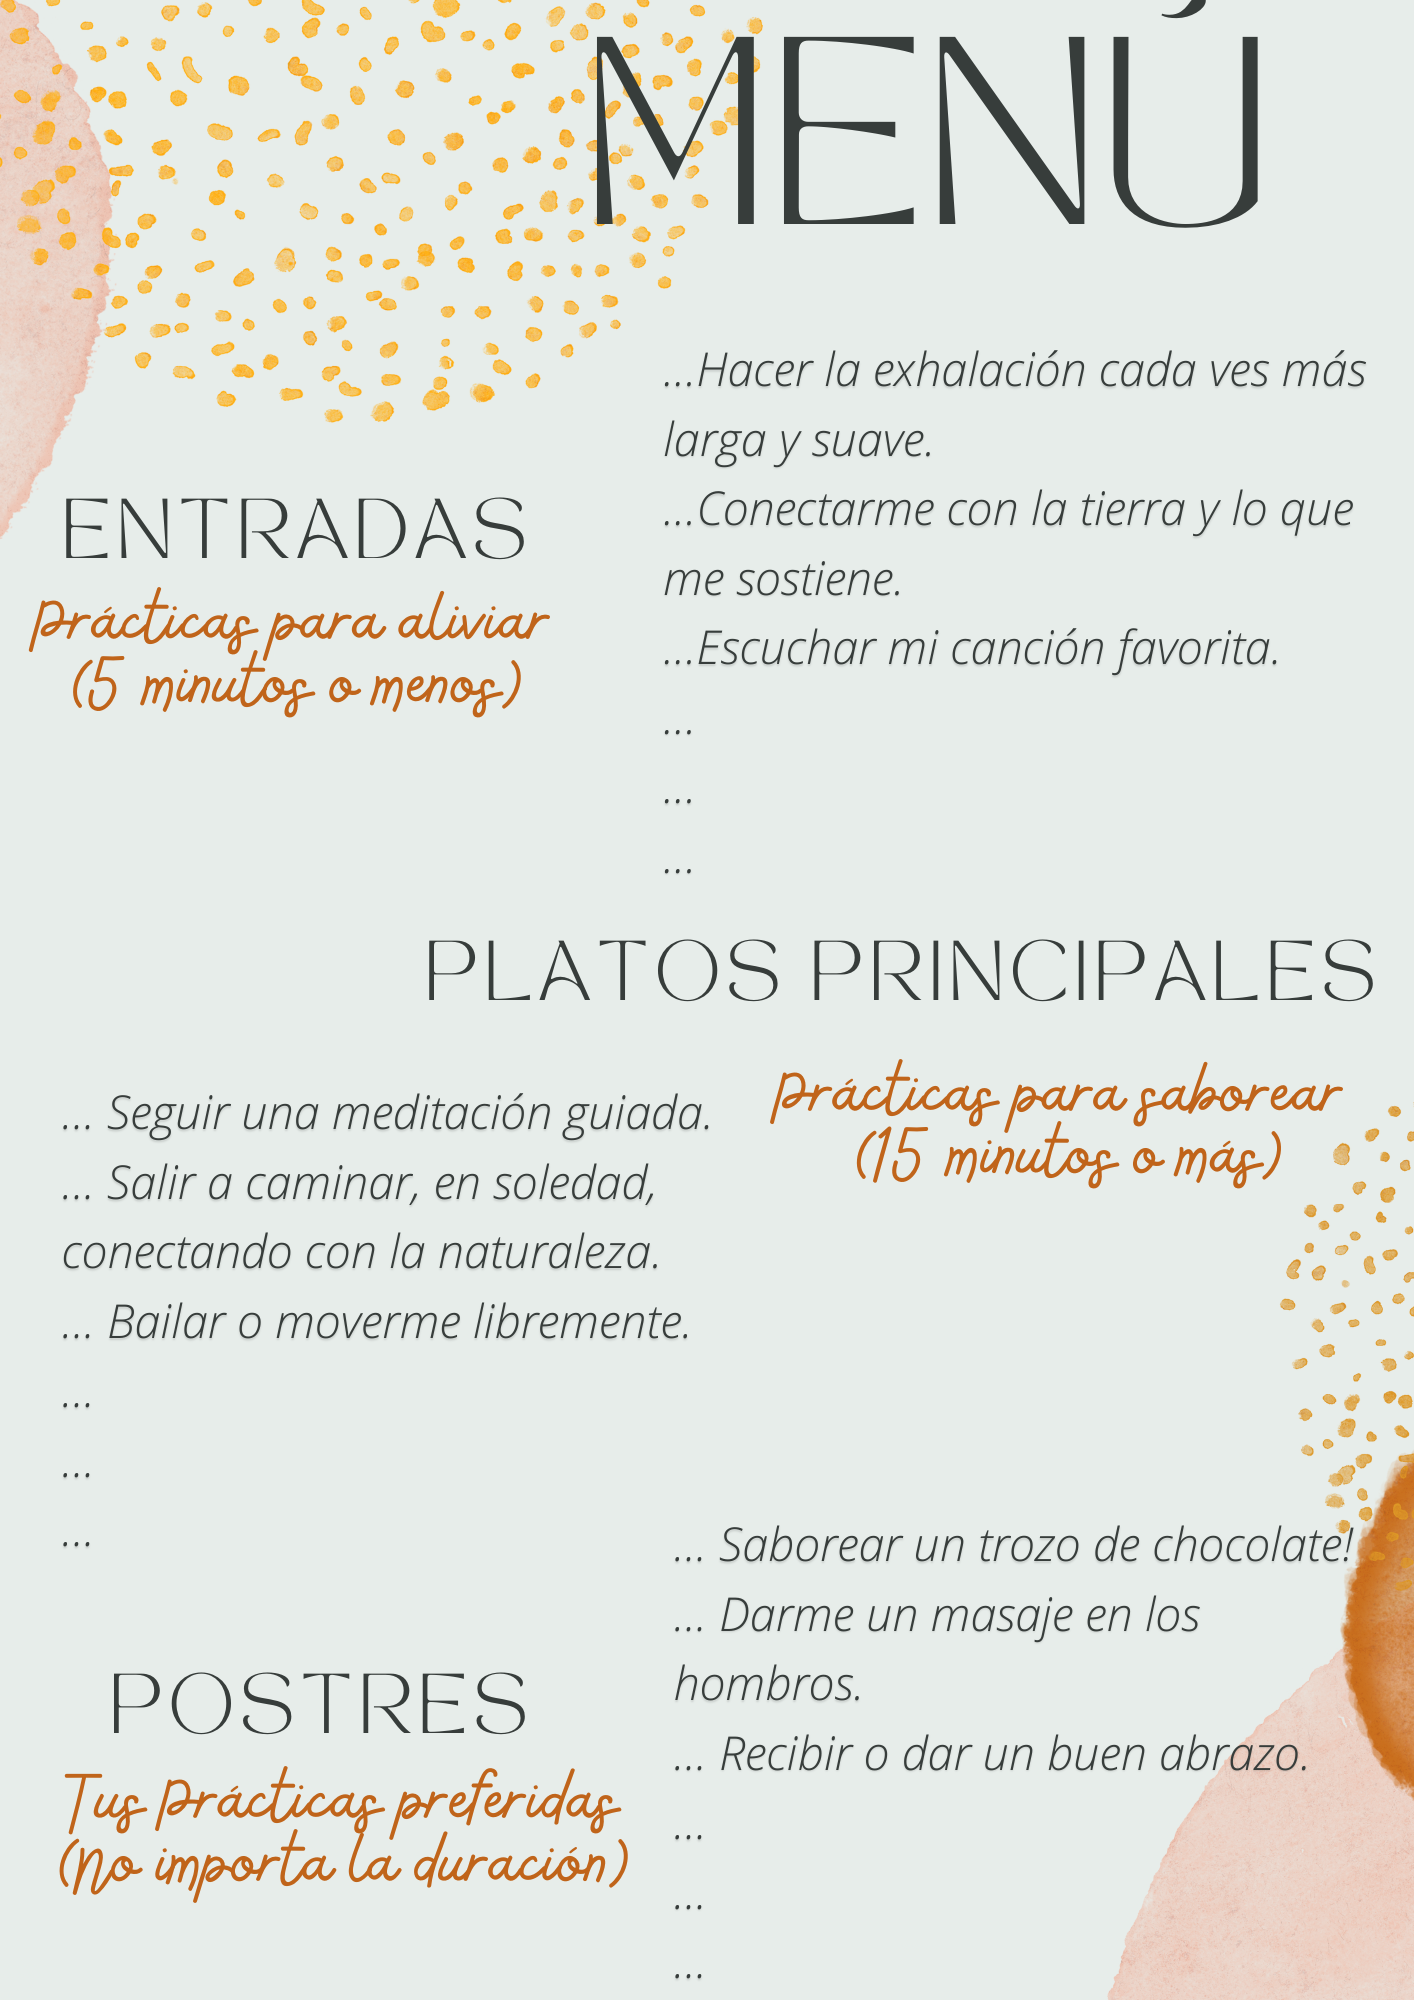 MENÚ
...Hacer la exhalación cada ves más
larga y suave.
...Conectarme con la tierra y lo que
me sostiene.
...Escuchar mi canción favorita.
...
...
...
ENTRADAS
Prácticas para aliviar
(5 minutos o menos)
PLATOS PRINCIPALES
Prácticas para saborear
(15 minutos o más)
... Seguir una meditación guiada.
... Salir a caminar, en soledad,
conectando con la naturaleza.
... Bailar o moverme libremente.
...
...
...
... Saborear un trozo de chocolate!
... Darme un masaje en los
hombros.
... Recibir o dar un buen abrazo.
...
...
...
POSTRES
Tus Prácticas preferidas
(No importa la duración)